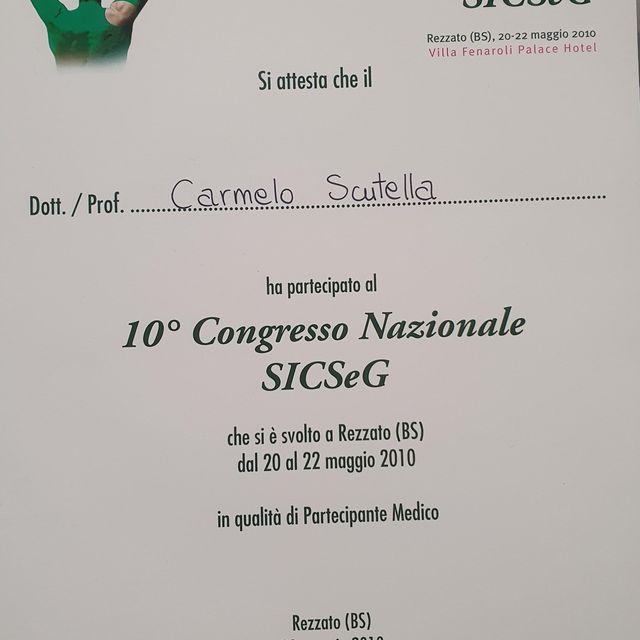 SICSeG
Rezzato (BS), 20-22 maggio 2010
Villa Fenaroli Palace Hotel
Si attesta che il
Dott. / Prof. Carmelo Scutella
ha partecipato al
10° Congresso Nazionale
SICSeG
che si è svolto a Rezzato (BS)
dal 20 al 22 maggio 2010
in qualità di Partecipante Medico
Rezzato (BS)